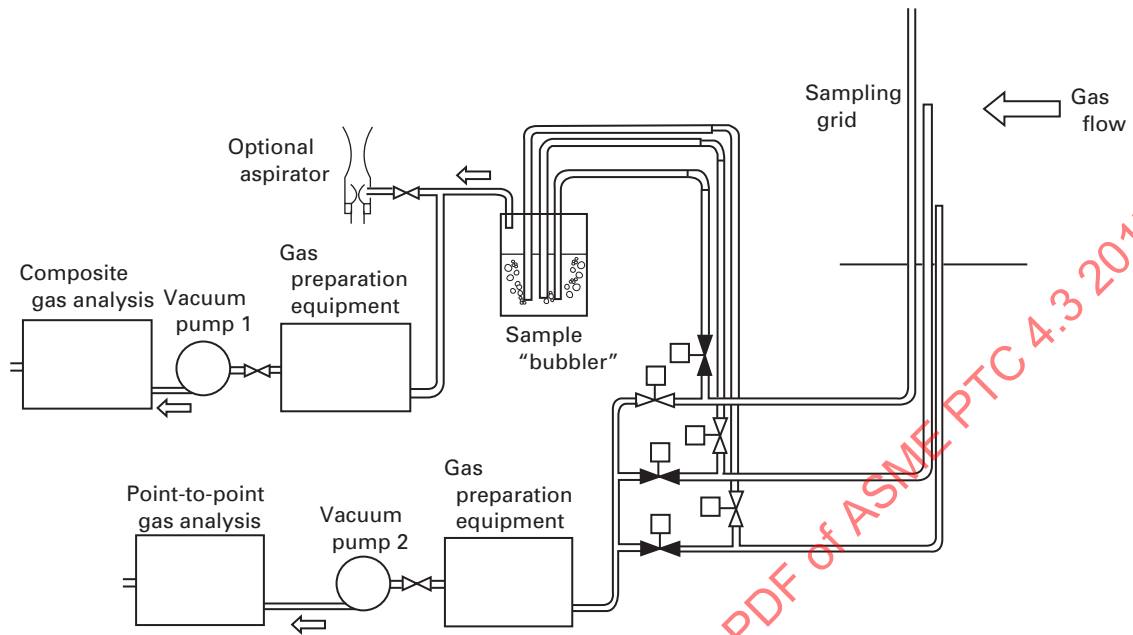 Sampling
grid
Gas
flow
Optional
aspirator
Composite
gas analysis
Vacuum
pump 1
Gas
preparation
equipment
Sample
“bubbler”
Point-to-point
gas analysis
Vacuum
pump 2
Gas
preparation
equipment
PDF of ASME PTC 4.3 201